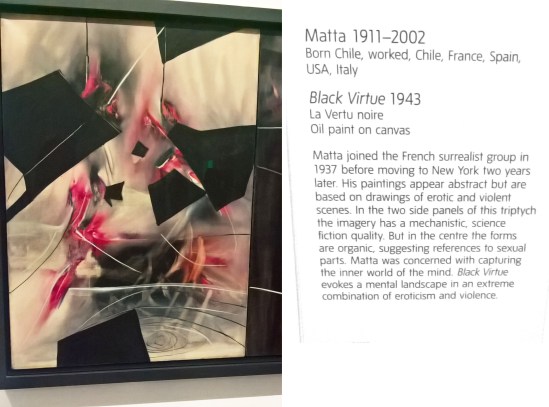 Matta 1911–2002
Born Chile, worked, Chile, France, Spain,
USA, Italy
Black Virtue 1943
La Vertu noire
Oil paint on canvas
Matta joined the French surrealist group in
1937 before moving to New York two years
later. His paintings appear abstract but are
based on drawings of erotic and violent
scenes. In the two side panels of this triptych
the imagery has a mechanistic, science
fiction quality. But in the centre the forms
are organic, suggesting references to sexual
parts. Matta was concerned with capturing
the inner world of the mind. Black Virtue
evokes a mental landscape in an extreme
combination of eroticism and violence.